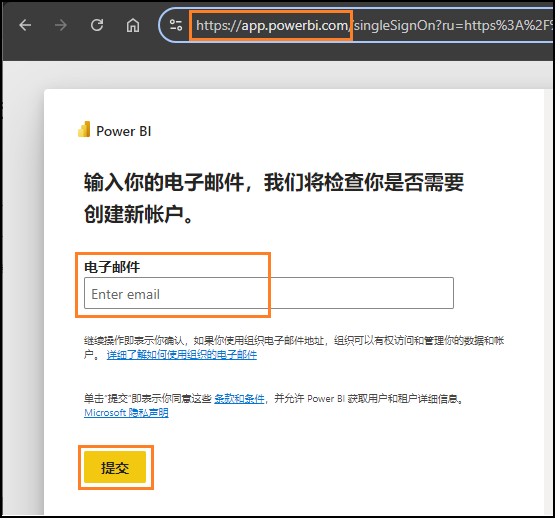 https://app.powerbi.com/singleSignOn?ru=https%3A%2F%
Power BI
输入你的电子邮件，我们将检查你是否需要
创建新帐户。
电子邮件
Enter email
继续操作即表示你确认，如果你使用组织电子邮件地址，组织可以有权访问和管理你的数据和帐
户。 详细了解如何使用组织的电子邮件
单击"提交"即表示你同意这些 条款和条件，并允许 Power BI 获取用户和租户详细信息。
Microsoft 隐私声明
提交